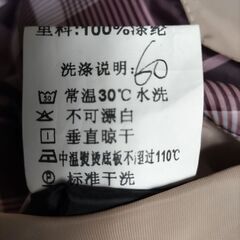 里料:100%涤纶
洗涤说明:
60
常温30℃水洗
不可漂白
垂直晾干
中温熨烫底板不超过110℃
标准干洗